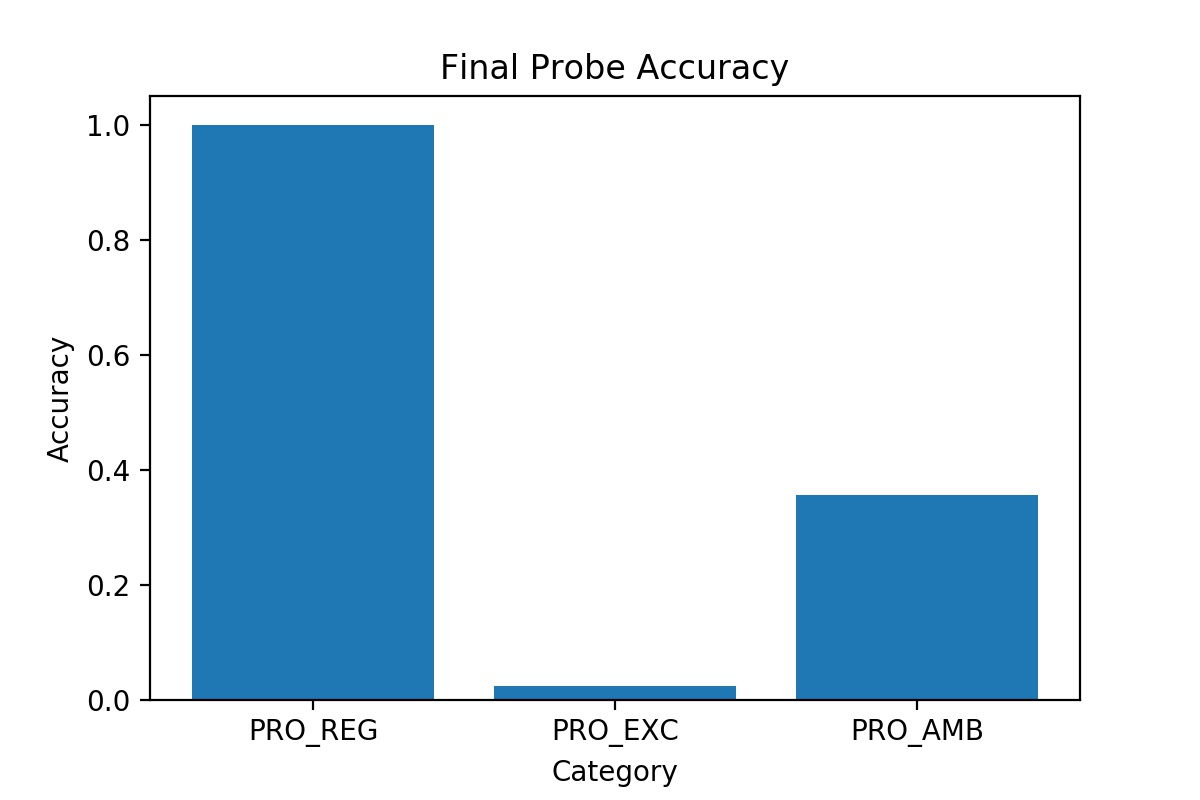 Final Probe Accuracy
Accuracy
1.0
0.8
0.6
0.4
0.2
0.0
PRO_REG PRO_EXC PRO_AMB
Category